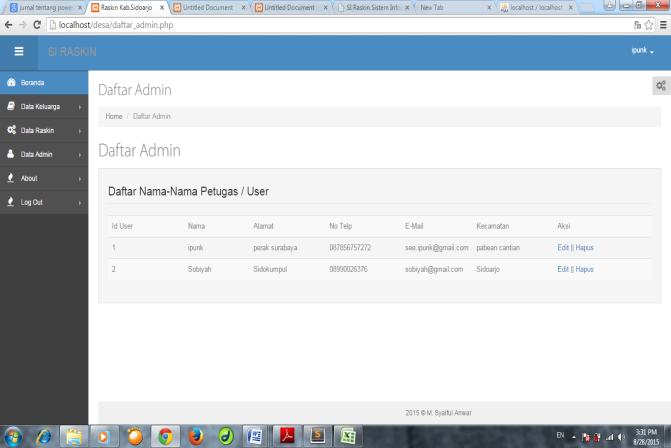 jurnal tentang power
Raskin Kab.Sidoarjo
Untitled Document
Untitled Document
SI Raskin Sistem Info
New Tab
localhost / localhost
localhost/desa/daftar_admin.php
SI RASKIN
ipunk
Beranda
Data Keluarga
Data Raskin
Data Admin
About
Log Out
Daftar Admin
Home / Daftar Admin
Daftar Admin
Daftar Nama-Nama Petugas / User
Id User Nama Alamat No Telp E-Mail Kecamatan Aksi
1 ipunk perak surabaya 087856757272 see.ipunk@gmail.com pabean cantian Edit || Hapus
2 Sobiyah Sidokumpul 08990026376 sobiyah@gmail.com Sidoarjo Edit || Hapus
2015 © M. Syaiful Anwar
EN
3:31 PM
8/28/2015